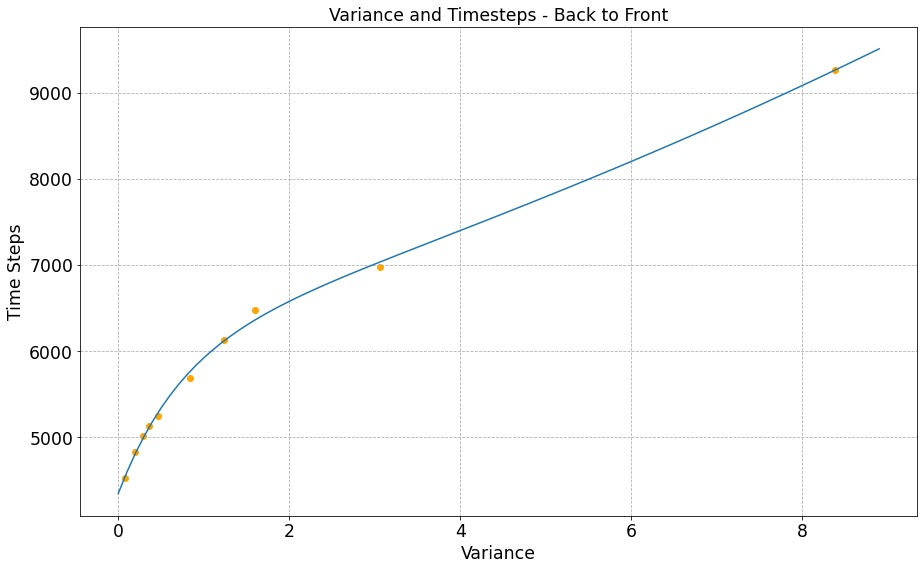 Variance and Timesteps - Back to Front
Time Steps
9000
8000
7000
6000
5000
0 2 4 6 8
Variance